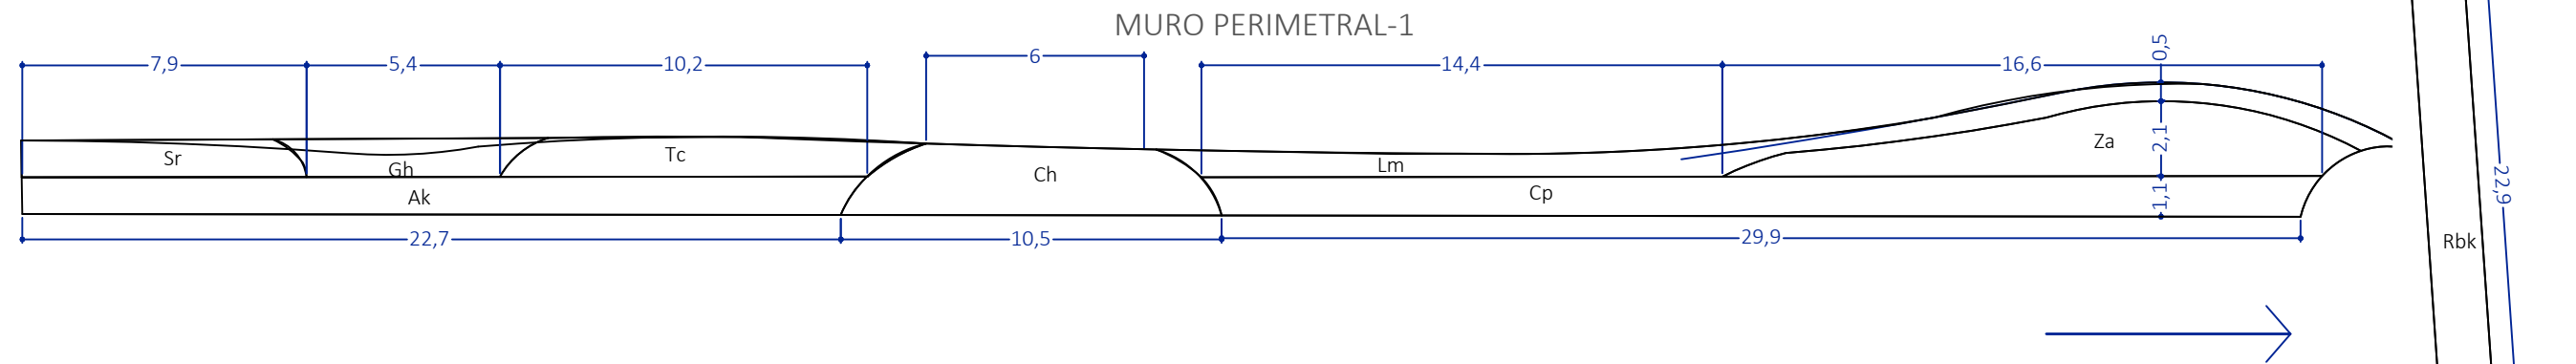 MURO PERIMETRAL-1
7,9
5,4
10,2
6
14,4
16,6
0,5
Sr
Gh
Tc
Ch
Lm
Za
2,1
Ak
Cp
1,1
22,9
22,7
10,5
29,9
Rbk